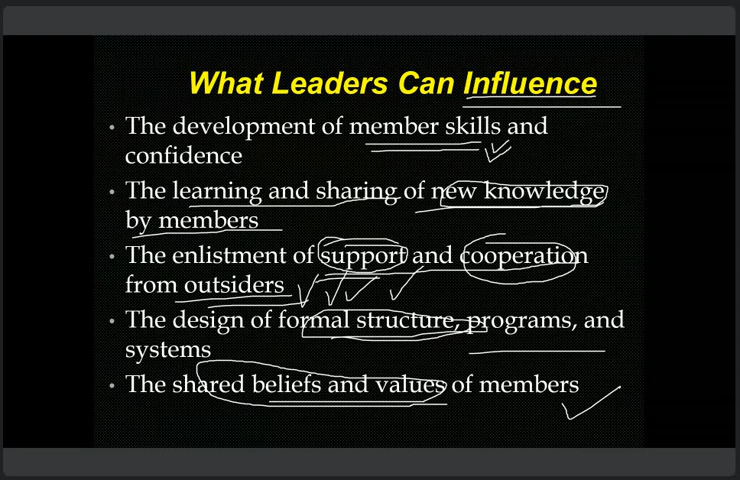 What Leaders Can Influence
• The development of member skills and
confidence
• The learning and sharing of new knowledge
by members
• The enlistment of support and cooperation
from outsiders
• The design of formal structure, programs, and
systems
• The shared beliefs and values of members